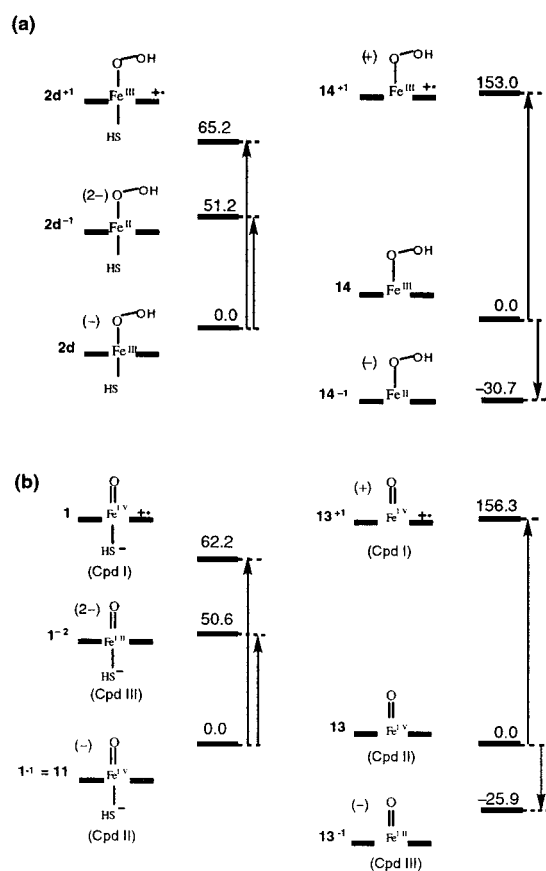 (a)
O OH
Fe III +•
2d+1
HS
65.2
(2–) O OH
Fe II
2d-1
HS
51.2
(–) O OH
Fe III
2d
HS
0.0
(+) O OH
14+1 Fe III +•
153.0
O OH
14 Fe III
0.0
(–) O OH
14-1 Fe II
–30.7
(b)
O
1 Fe IV +•
HS –
(Cpd I)
62.2
(2–) O
1-2 Fe III
HS –
(Cpd III)
50.6
(–) O
1-1 = 11 Fe IV
HS –
(Cpd II)
0.0
(+) O
13+1 Fe IV +•
(Cpd I)
156.3
O
13 Fe IV
(Cpd II)
0.0
(–) O
13-1 Fe III
(Cpd III)
–25.9